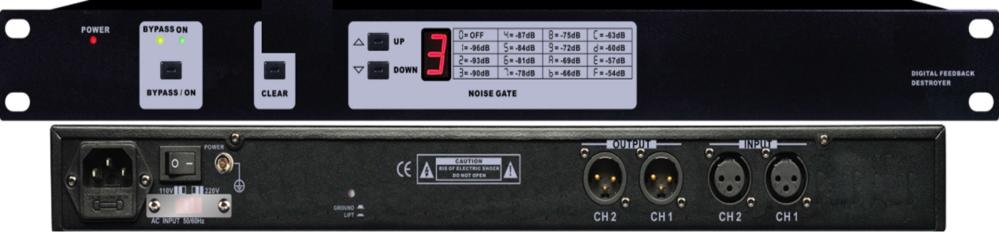 POWER
BYPASS ON
BYPASS / ON
CLEAR
UP
DOWN
3
0= OFF 4= -87dB 8= -75dB C= -63dB
1= -96dB 5= -84dB 9= -72dB d= -60dB
2= -93dB 6= -81dB A= -69dB E= -57dB
3= -90dB 7= -78dB b= -66dB F= -54dB
NOISE GATE
DIGITAL FEEDBACK
DESTROYER
POWER
110V 220V
AC INPUT 50/60Hz
GROUND
LIFT
CE
CAUTION
RIS OF ELECTRIC SHOCK
DO NOT OPEN
OUTPUT
CH 2 CH 1
INPUT
CH 2 CH 1